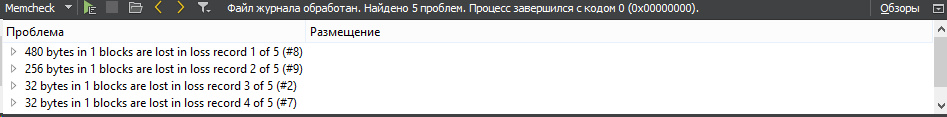 Memcheck Файл журнала обработан. Найдено 5 проблем. Процесс завершился с кодом 0 (0x00000000). Обзоры
Проблема Размещение
480 bytes in 1 blocks are lost in loss record 1 of 5 (#8)
256 bytes in 1 blocks are lost in loss record 2 of 5 (#9)
32 bytes in 1 blocks are lost in loss record 3 of 5 (#2)
32 bytes in 1 blocks are lost in loss record 4 of 5 (#7)